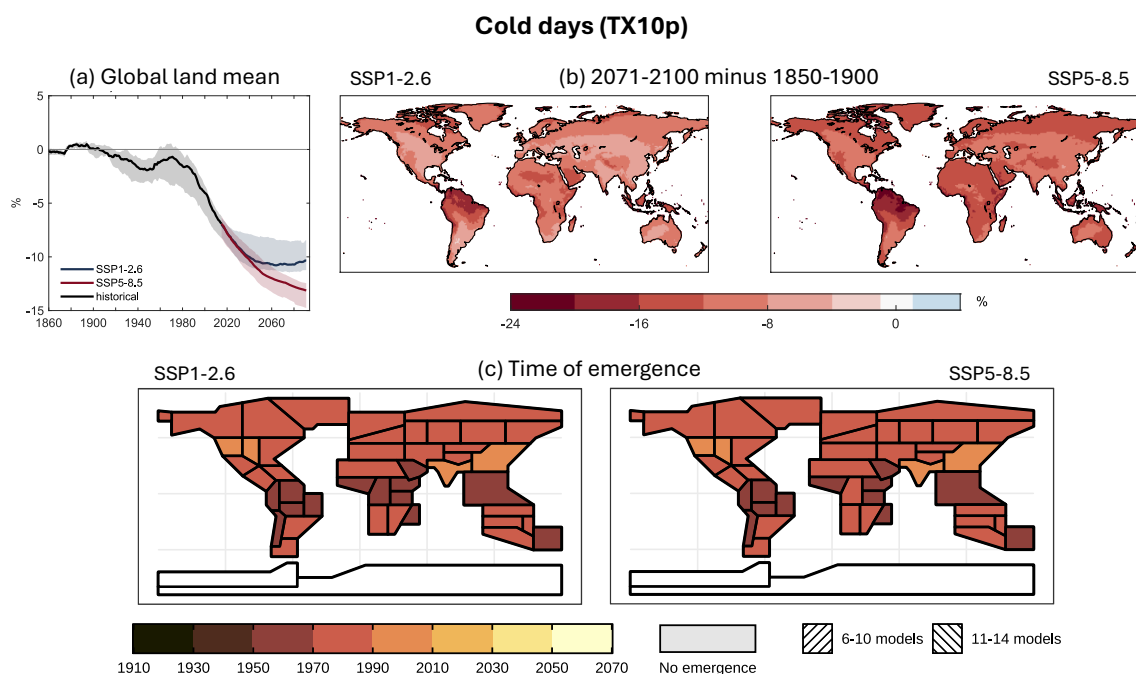 Cold days (TX10p)
(a) Global land mean
SSP1-2.6
(b) 2071-2100 minus 1850-1900
SSP5-8.5
5
0
-5
-10
-15
%
SSP1-2.6
SSP5-8.5
historical
1860 1900 1940 1980 2020 2060
-24 -16 -8 0 %
SSP1-2.6
(c) Time of emergence
SSP5-8.5
1910 1930 1950 1970 1990 2010 2030 2050 2070
No emergence
6-10 models
11-14 models